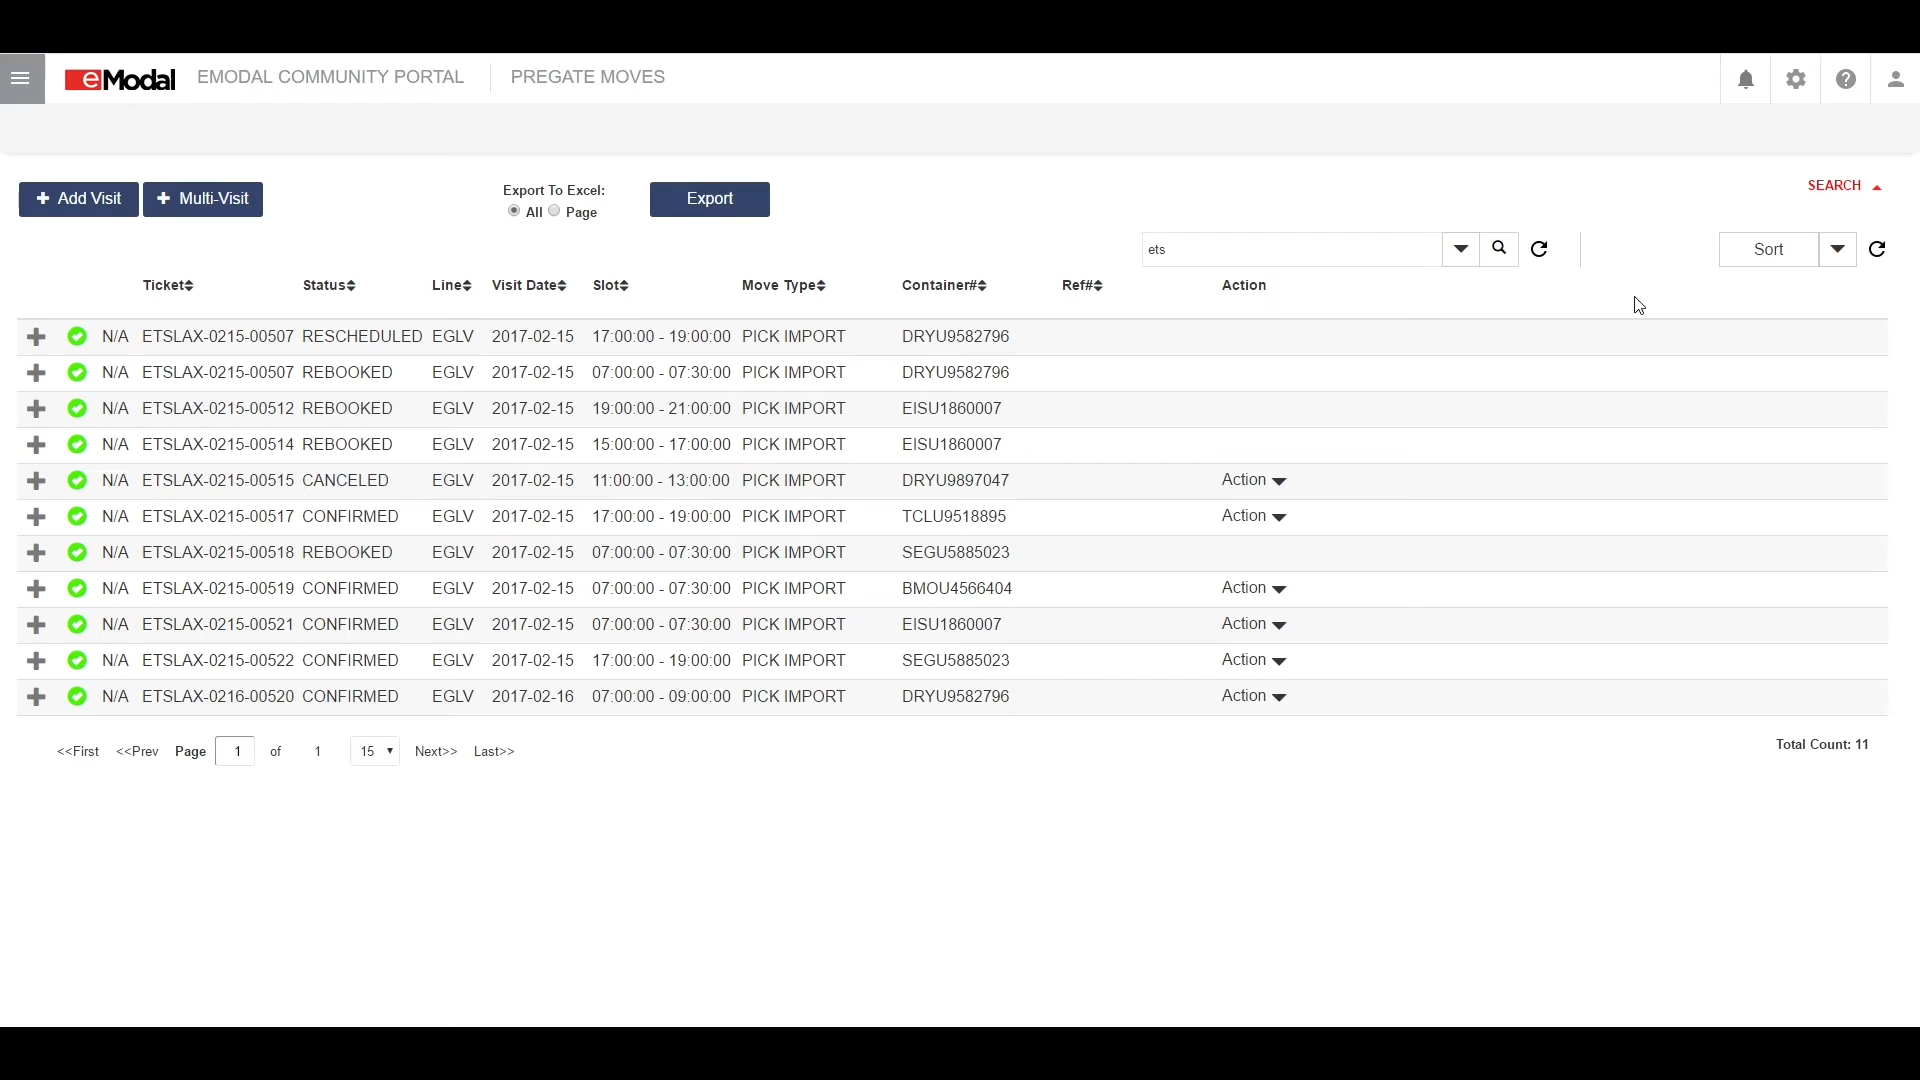 eModal EMODAL COMMUNITY PORTAL PREGATE MOVES
Add Visit Multi-Visit Export To Excel: Export SEARCH
All Page
ets Sort
Ticket Status Line Visit Date Slot Move Type Container# Ref# Action
N/A ETSLAX-0215-00507 RESCHEDULED EGLV 2017-02-15 17:00:00 - 19:00:00 PICK IMPORT DRYU9582796
N/A ETSLAX-0215-00507 REBOOKED EGLV 2017-02-15 07:00:00 - 07:30:00 PICK IMPORT DRYU9582796
N/A ETSLAX-0215-00512 REBOOKED EGLV 2017-02-15 19:00:00 - 21:00:00 PICK IMPORT EISU1860007
N/A ETSLAX-0215-00514 REBOOKED EGLV 2017-02-15 15:00:00 - 17:00:00 PICK IMPORT EISU1860007
N/A ETSLAX-0215-00515 CANCELED EGLV 2017-02-15 11:00:00 - 13:00:00 PICK IMPORT DRYU9897047 Action
N/A ETSLAX-0215-00517 CONFIRMED EGLV 2017-02-15 17:00:00 - 19:00:00 PICK IMPORT TCLU9518895 Action
N/A ETSLAX-0215-00518 REBOOKED EGLV 2017-02-15 07:00:00 - 07:30:00 PICK IMPORT SEGU5885023
N/A ETSLAX-0215-00519 CONFIRMED EGLV 2017-02-15 07:00:00 - 07:30:00 PICK IMPORT BMOU4566404 Action
N/A ETSLAX-0215-00521 CONFIRMED EGLV 2017-02-15 07:00:00 - 07:30:00 PICK IMPORT EISU1860007 Action
N/A ETSLAX-0215-00522 CONFIRMED EGLV 2017-02-15 17:00:00 - 19:00:00 PICK IMPORT SEGU5885023 Action
N/A ETSLAX-0216-00520 CONFIRMED EGLV 2017-02-16 07:00:00 - 09:00:00 PICK IMPORT DRYU9582796 Action
<<First <<Prev Page 1 of 1 15 Next>> Last>> Total Count: 11